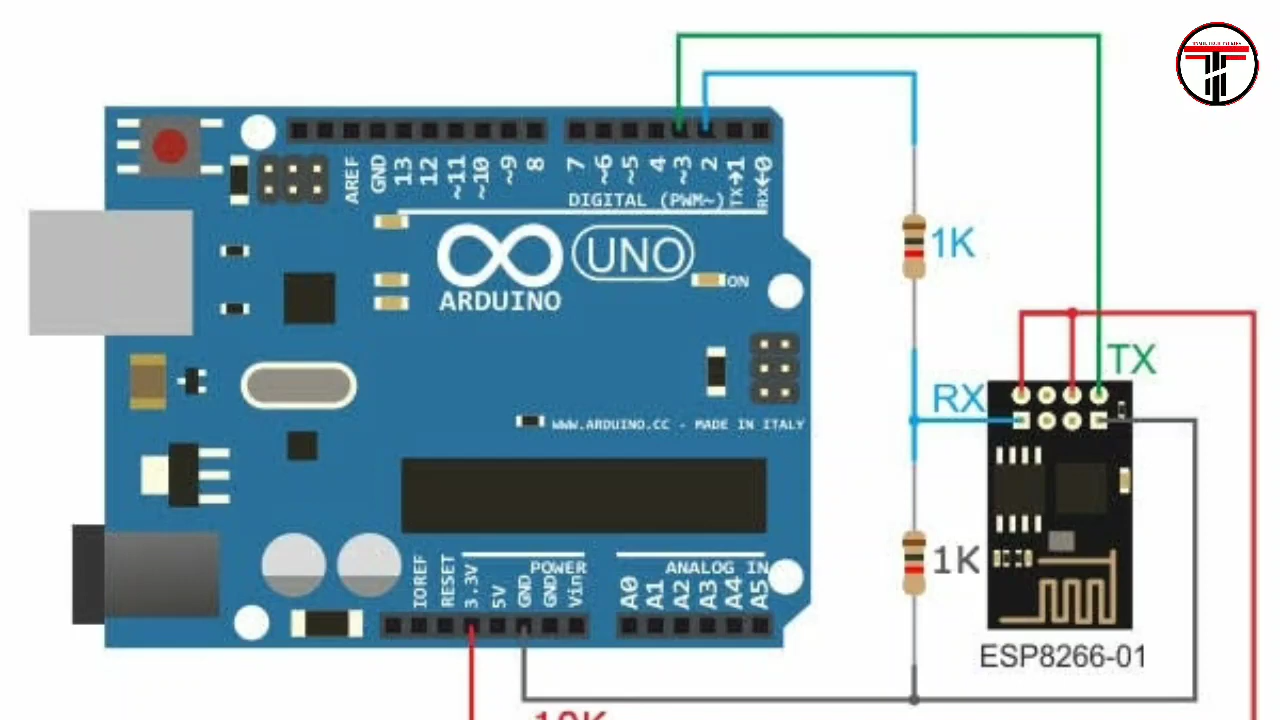 AREF
GND
13
12
~11
~10
~9
8
7
~6
~5
4
~3
2
TX→1
RX←0
DIGITAL (PWM~)
1K
UNO
ON
ARDUINO
TX
RX
WWW.ARDUINO.CC - MADE IN ITALY
1K
POWER
ANALOG IN
IOREF
RESET
3.3V
5V
GND
GND
Vin
A0
A1
A2
A3
A4
A5
ESP8266-01